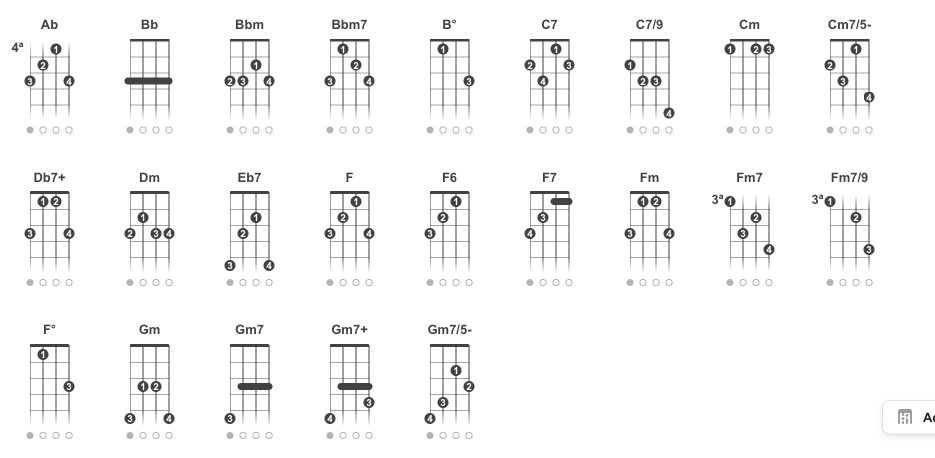 Ab Bb Bbm Bbm7 B° C7 C7/9 Cm Cm7/5-
4ª 1 2 3 4
2 3 1 4
3 1 2 4
1 3
2 4 1 3
1 2 3 4
1 2 3
2 3 1 4
Db7+ Dm Eb7 F F6 F7 Fm Fm7 Fm7/9
3 1 2 4
2 1 3 4
3 2 1 4
3 2 1 4
3 2 1
4 3
3 1 2 4
3ª 1 3 2 4
3ª 1 2 3
F° Gm Gm7 Gm7+ Gm7/5-
1 3
3 1 2 4
3
4 3
4 3 1 2